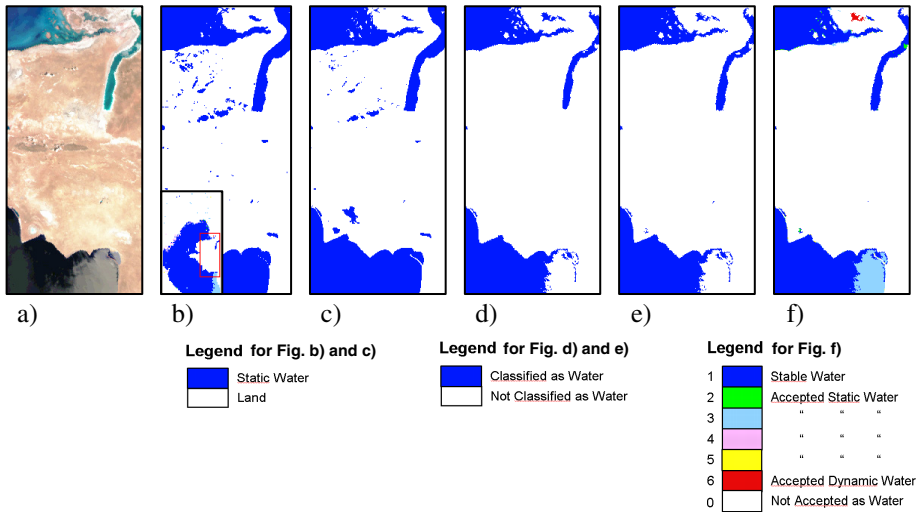 a)
b)
c)
d)
e)
f)
Legend for Fig. b) and c)
Static Water
Land
Legend for Fig. d) and e)
Classified as Water
Not Classified as Water
Legend for Fig. f)
1 Stable Water
2 Accepted Static Water
3 “ “ “
4 “ “ “
5 “ “ “
6 Accepted Dynamic Water
0 Not Accepted as Water